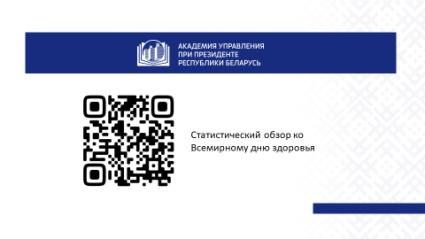 АКАДЕМИЯ УПРАВЛЕНИЯ
ПРИ ПРЕЗИДЕНТЕ
РЕСПУБЛИКИ БЕЛАРУСЬ
Статистический обзор ко
Всемирному дню здоровья